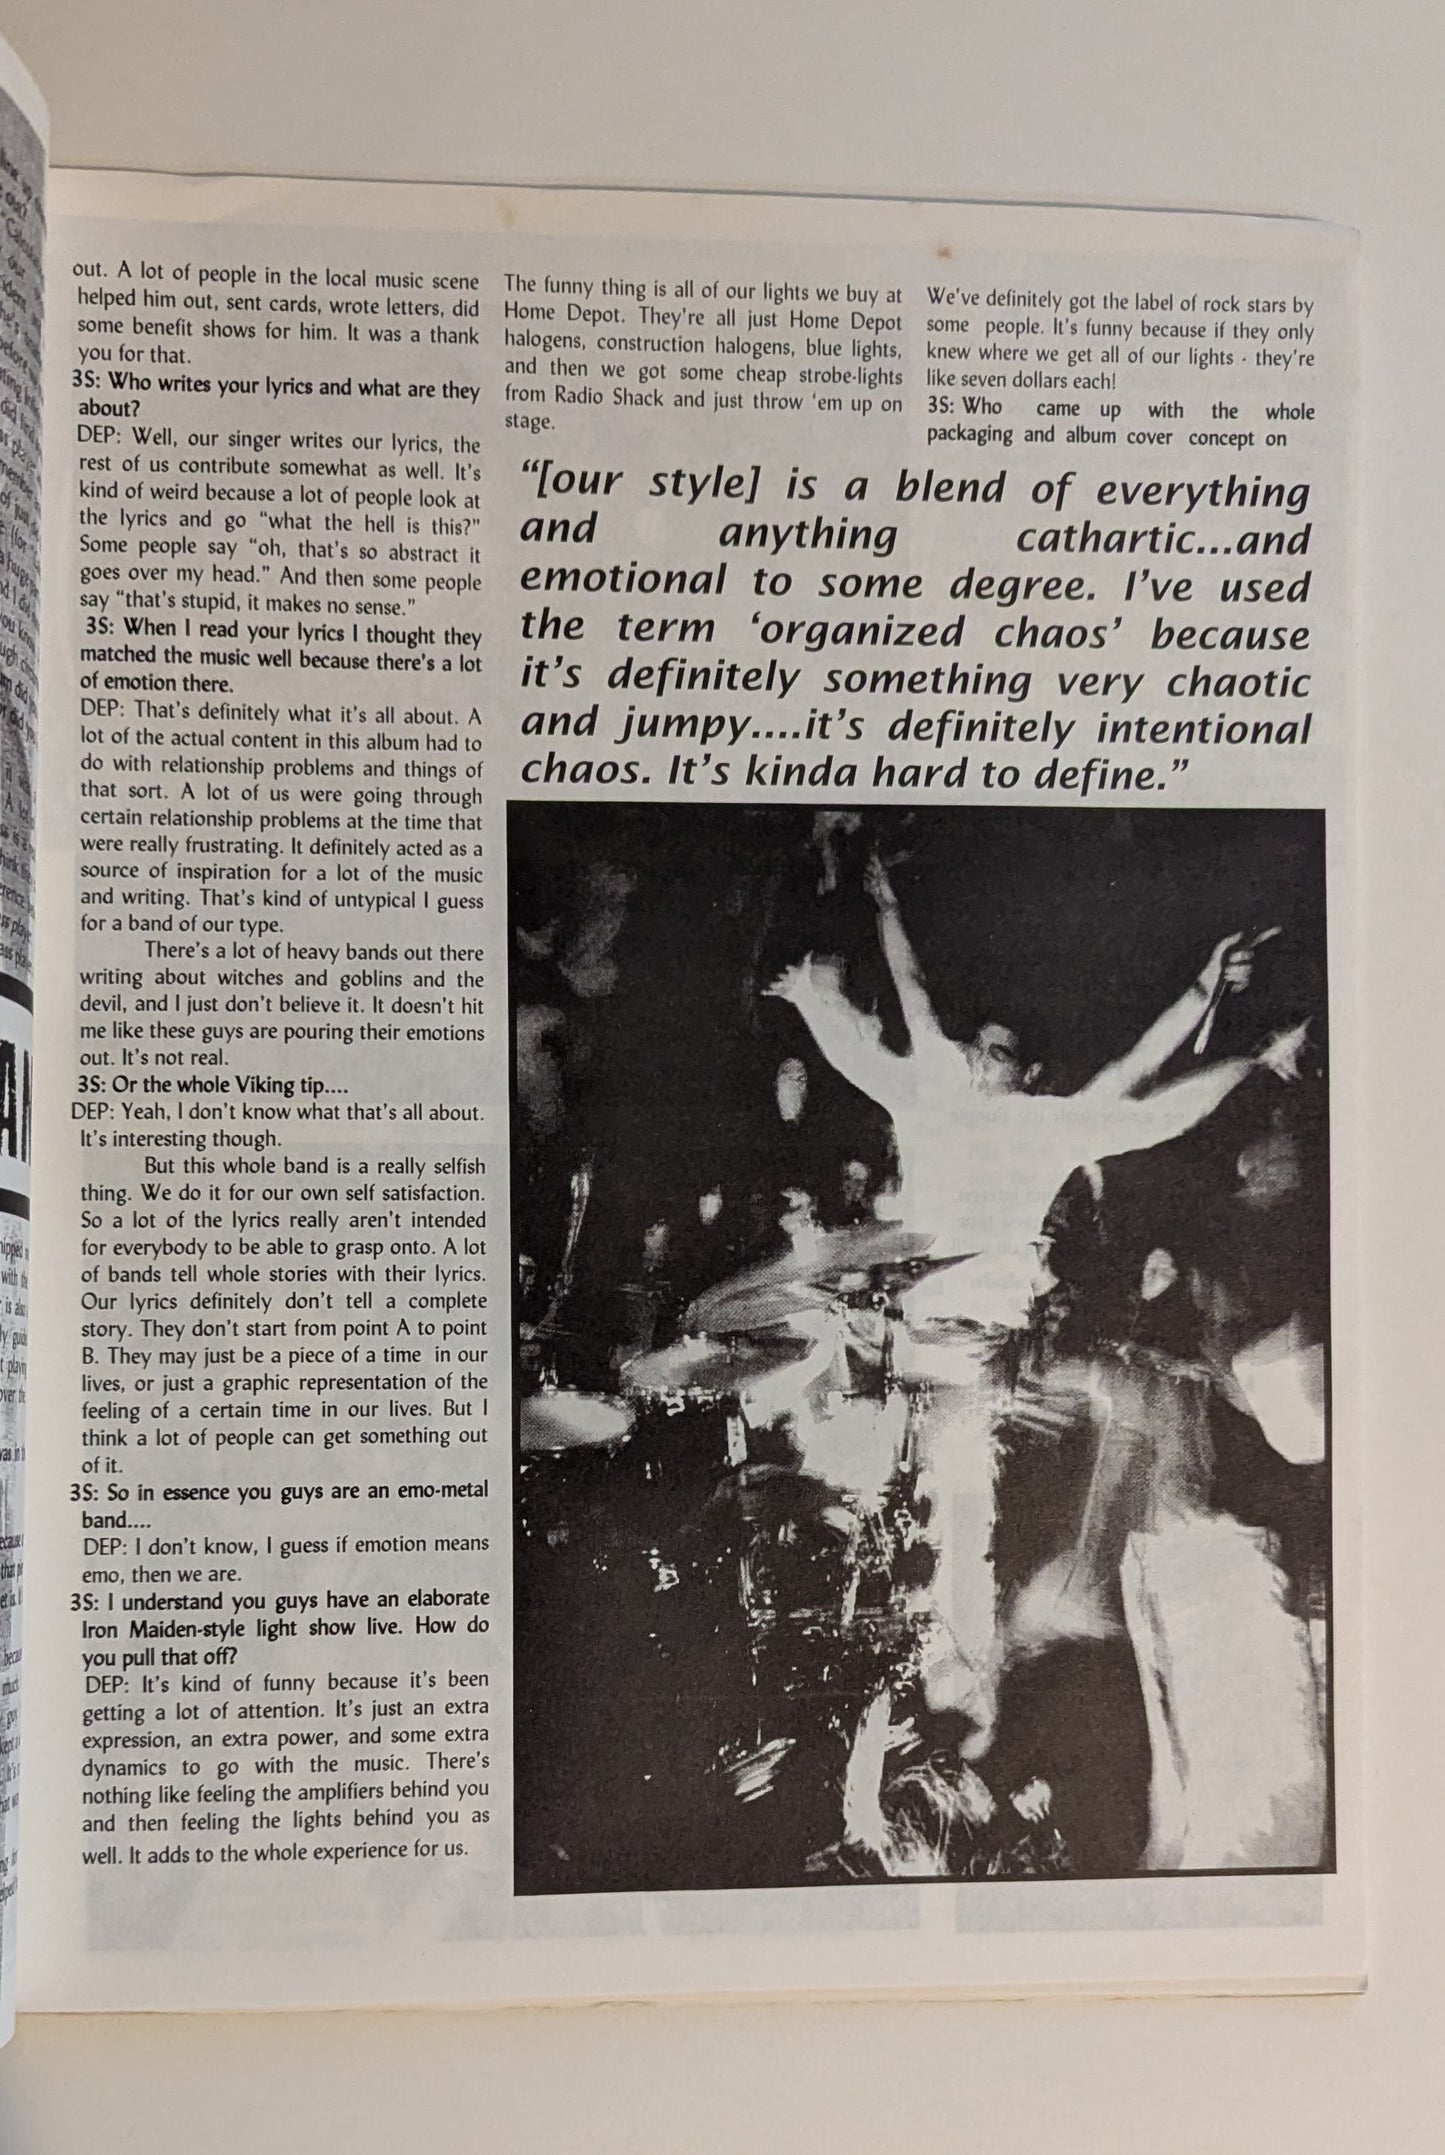 out. A lot of people in the local music scene
helped him out, sent cards, wrote letters, did
some benefit shows for him. It was a thank
you for that.
3S: Who writes your lyrics and what are they
about?
DEP: Well, our singer writes our lyrics, the
rest of us contribute somewhat as well. It's
kind of weird because a lot of people look at
the lyrics and go “what the hell is this?”
Some people say “oh, that's so abstract it
goes over my head.” And then some people
say “that's stupid, it makes no sense.”
3S: When I read your lyrics I thought they
matched the music well because there's a lot
of emotion there.
DEP: That's definitely what it's all about. A
lot of the actual content in this album had to
do with relationship problems and things of
that sort. A lot of us were going through
certain relationship problems at the time that
were really frustrating. It definitely acted as a
source of inspiration for a lot of the music
and writing. That's kind of untypical I guess
for a band of our type.
There's a lot of heavy bands out there
writing about witches and goblins and the
devil, and I just don't believe it. It doesn't hit
me like these guys are pouring their emotions
out. It's not real.
3S: Or the whole Viking tip....
DEP: Yeah, I don't know what that's all about.
It's interesting though.
But this whole band is a really selfish
thing. We do it for our own self satisfaction.
So a lot of the lyrics really aren't intended
for everybody to be able to grasp onto. A lot
of bands tell whole stories with their lyrics.
Our lyrics definitely don't tell a complete
story. They don't start from point A to point
B. They may just be a piece of a time in our
lives, or just a graphic representation of the
feeling of a certain time in our lives. But I
think a lot of people can get something out
of it.
3S: So in essence you guys are an emo-metal
band....
DEP: I don't know, I guess if emotion means
emo, then we are.
3S: I understand you guys have an elaborate
Iron Maiden-style light show live. How do
you pull that off?
DEP: It's kind of funny because it's been
getting a lot of attention. It's just an extra
expression, an extra power, and some extra
dynamics to go with the music. There's
nothing like feeling the amplifiers behind you
and then feeling the lights behind you as
well. It adds to the whole experience for us.
The funny thing is all of our lights we buy at
Home Depot. They're all just Home Depot
halogens, construction halogens, blue lights,
and then we got some cheap strobe-lights
from Radio Shack and just throw ‘em up on
stage.
We've definitely got the label of rock stars by
some people. It's funny because if they only
knew where we get all of our lights - they're
like seven dollars each!
3S: Who came up with the whole
packaging and album cover concept on
“[our style] is a blend of everything
and anything cathartic...and
emotional to some degree. I've used
the term ‘organized chaos’ because
it's definitely something very chaotic
and jumpy....it's definitely intentional
chaos. It's kinda hard to define.”